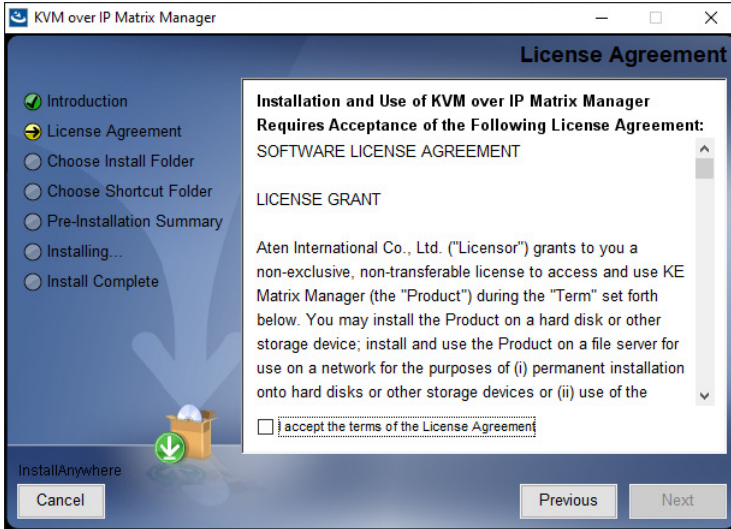 KVM over IP Matrix Manager
License Agreement
Introduction
License Agreement
Choose Install Folder
Choose Shortcut Folder
Pre-Installation Summary
Installing...
Install Complete
Installation and Use of KVM over IP Matrix Manager
Requires Acceptance of the Following License Agreement:
SOFTWARE LICENSE AGREEMENT
LICENSE GRANT
Aten International Co., Ltd. ("Licensor") grants to you a
non-exclusive, non-transferable license to access and use KE
Matrix Manager (the "Product") during the "Term" set forth
below. You may install the Product on a hard disk or other
storage device; install and use the Product on a file server for
use on a network for the purposes of (i) permanent installation
onto hard disks or other storage devices or (ii) use of the
I accept the terms of the License Agreement
InstallAnywhere
Cancel
Previous
Next